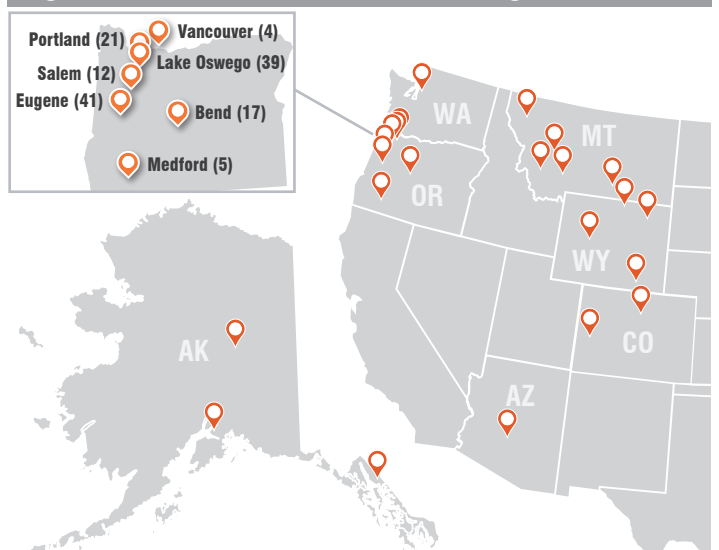 Vancouver (4)
Portland (21)
Lake Oswego (39)
Salem (12)
Eugene (41)
Bend (17)
Medford (5)
WA
MT
OR
WY
AK
CO
AZ